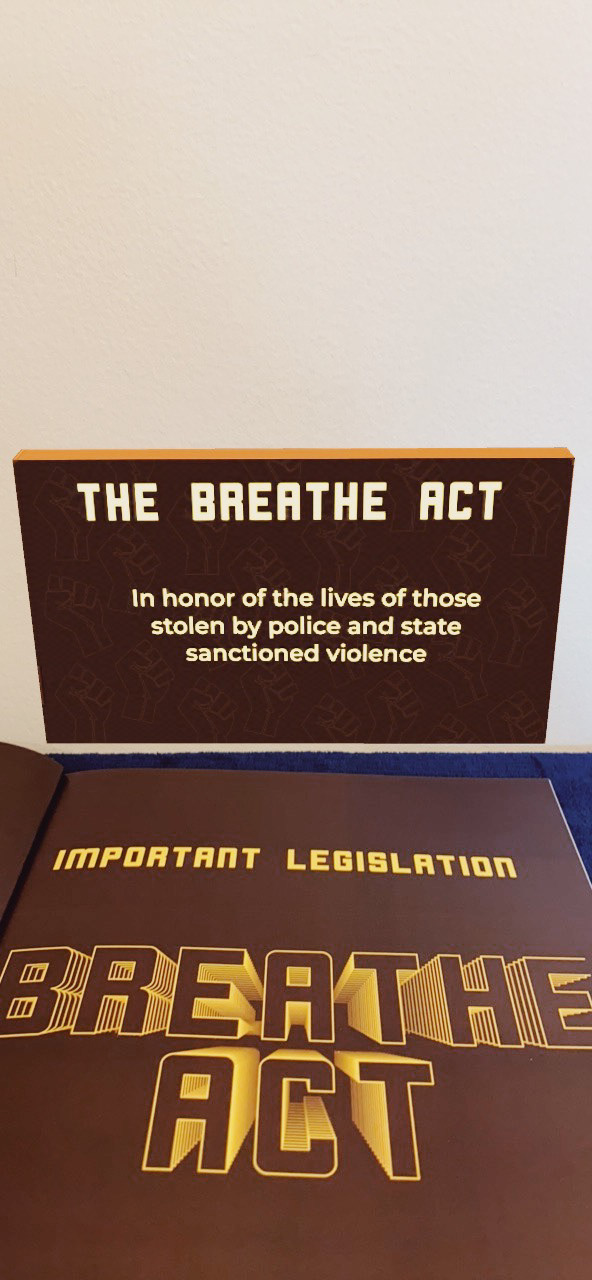 THE BREATHE ACT
In honor of the lives of those
stolen by police and state
sanctioned violence
IMPORTANT LEGISLATION
BREATHE
ACT